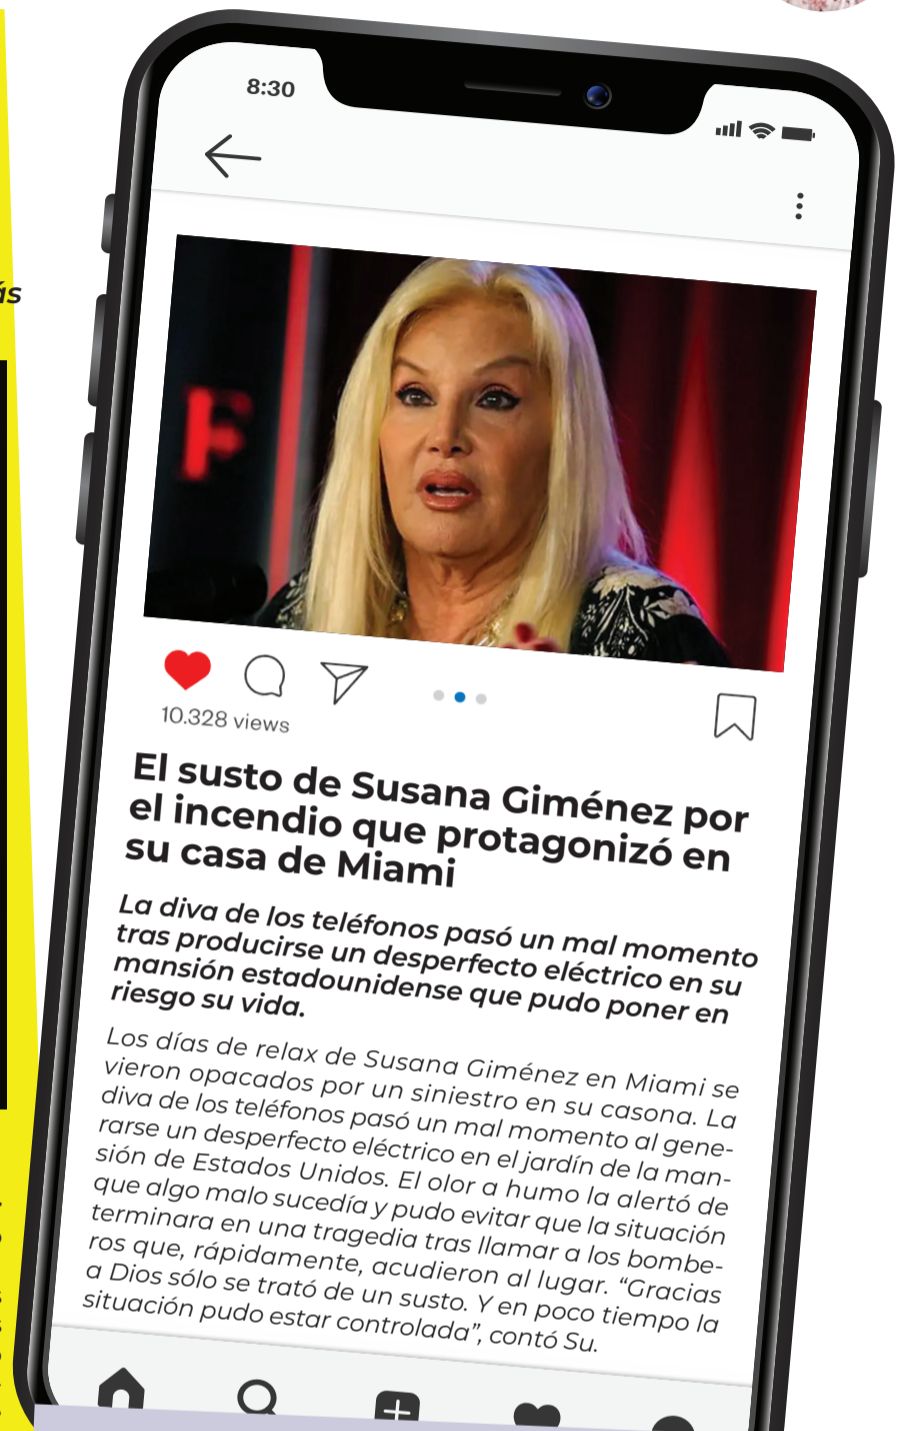 ás
8:30
F
10.328 views
El susto de Susana Giménez por
el incendio que protagonizó en
su casa de Miami
La diva de los teléfonos pasó un mal momento
tras producirse un desperfecto eléctrico en su
mansión estadounidense que pudo poner en
riesgo su vida.
Los días de relax de Susana Giménez en Miami se
vieron opacados por un siniestro en su casona. La
diva de los teléfonos pasó un mal momento al gene-
rarse un desperfecto eléctrico en el jardín de la man-
sión de Estados Unidos. El olor a humo la alertó de
que algo malo sucedía y pudo evitar que la situación
terminara en una tragedia tras llamar a los bombe-
ros que, rápidamente, acudieron al lugar. “Gracias
a Dios sólo se trató de un susto. Y en poco tiempo la
situación pudo estar controlada”, contó Su.